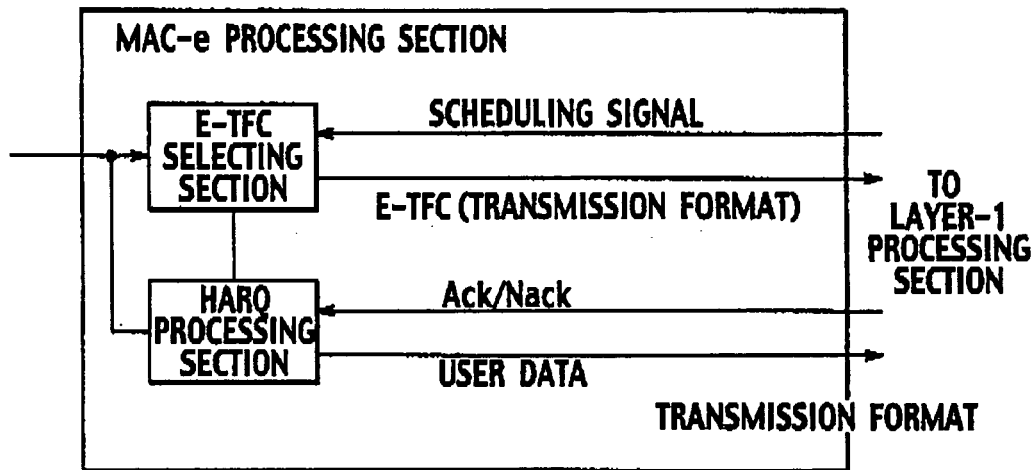 MAC-e PROCESSING SECTION
E-TFC
SELECTING
SECTION
SCHEDULING SIGNAL
E-TFC (TRANSMISSION FORMAT)
TO
LAYER-1
PROCESSING
SECTION
HARQ
PROCESSING
SECTION
Ack/Nack
USER DATA
TRANSMISSION FORMAT